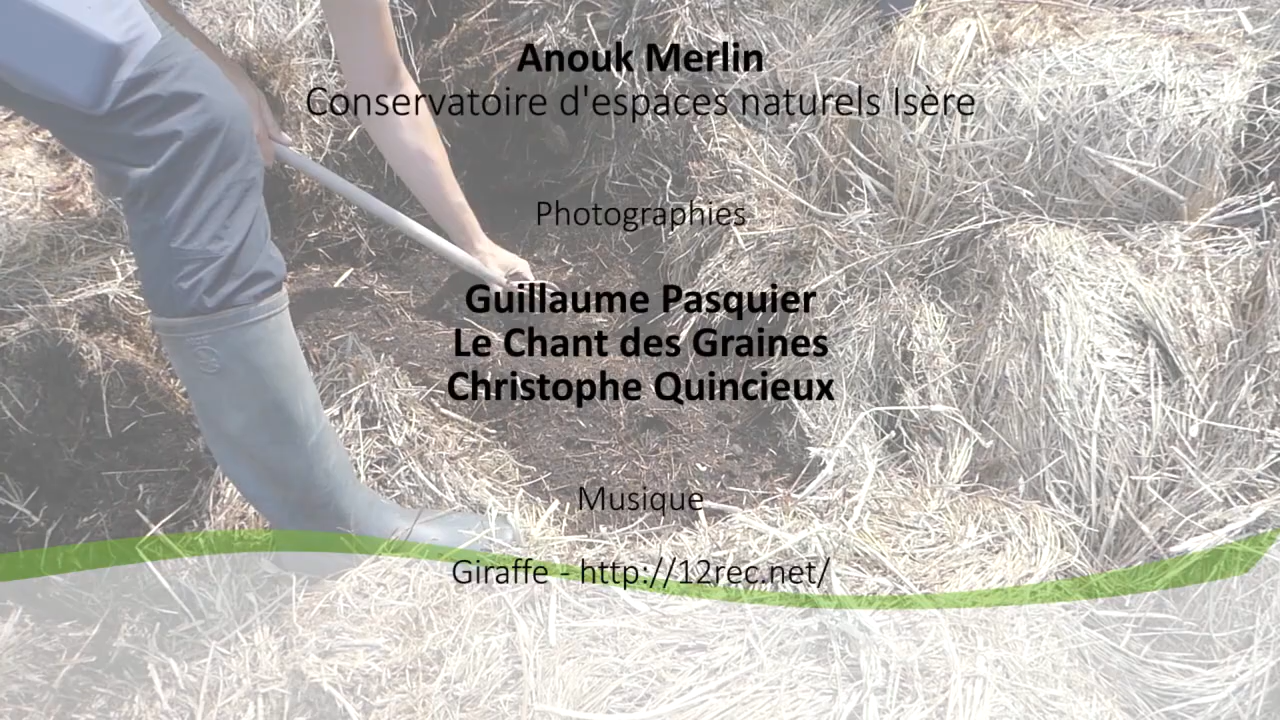 Anouk Merlin
Conservatoire d'espaces naturels Isère
Photographies
Guillaume Pasquier
Le Chant des Graines
Christophe Quincieux
Musique
Giraffe - http://12rec.net/